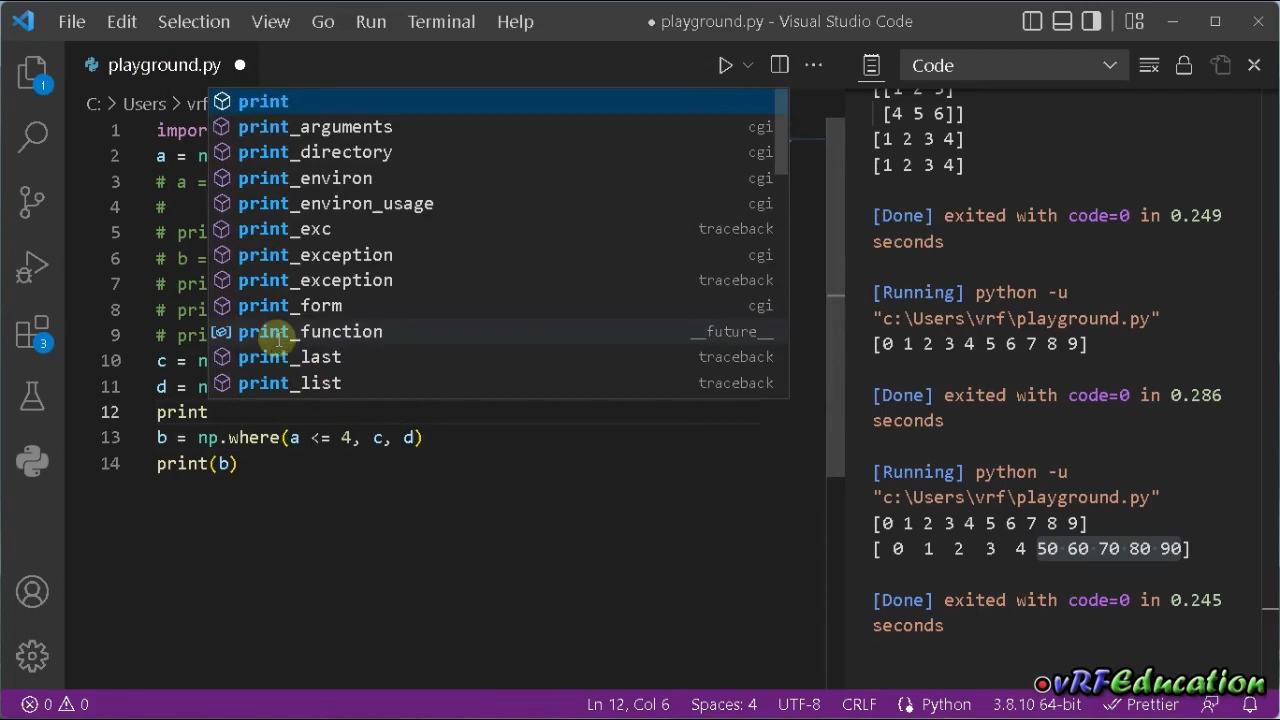 File Edit Selection View Go Run Terminal Help
● playground.py - Visual Studio Code
playground.py ●
C: > Users > vrf
1 impor
2 a = n
3 # a =
4 #
5 # pri
6 # b =
7 # pri
8 # pri
9 # pri
10 c = n
11 d = n
12 print
13 b = np.where(a <= 4, c, d)
14 print(b)
print
print_arguments cgi
print_directory cgi
print_environ cgi
print_environ_usage cgi
print_exc traceback
print_exception cgi
print_exception traceback
print_form cgi
print_function __future__
print_last traceback
print_list traceback
1
3
Code
[[1 2 3]
[4 5 6]]
[1 2 3 4]
[1 2 3 4]
[Done] exited with code=0 in 0.249
seconds
[Running] python -u
"c:\Users\vrf\playground.py"
[0 1 2 3 4 5 6 7 8 9]
[Done] exited with code=0 in 0.286
seconds
[Running] python -u
"c:\Users\vrf\playground.py"
[0 1 2 3 4 5 6 7 8 9]
[ 0 1 2 3 4 50 60 70 80 90]
[Done] exited with code=0 in 0.245
seconds
vRFEducation
0 0
Ln 12, Col 6 Spaces: 4 UTF-8 CRLF Python 3.8.10 64-bit Prettier